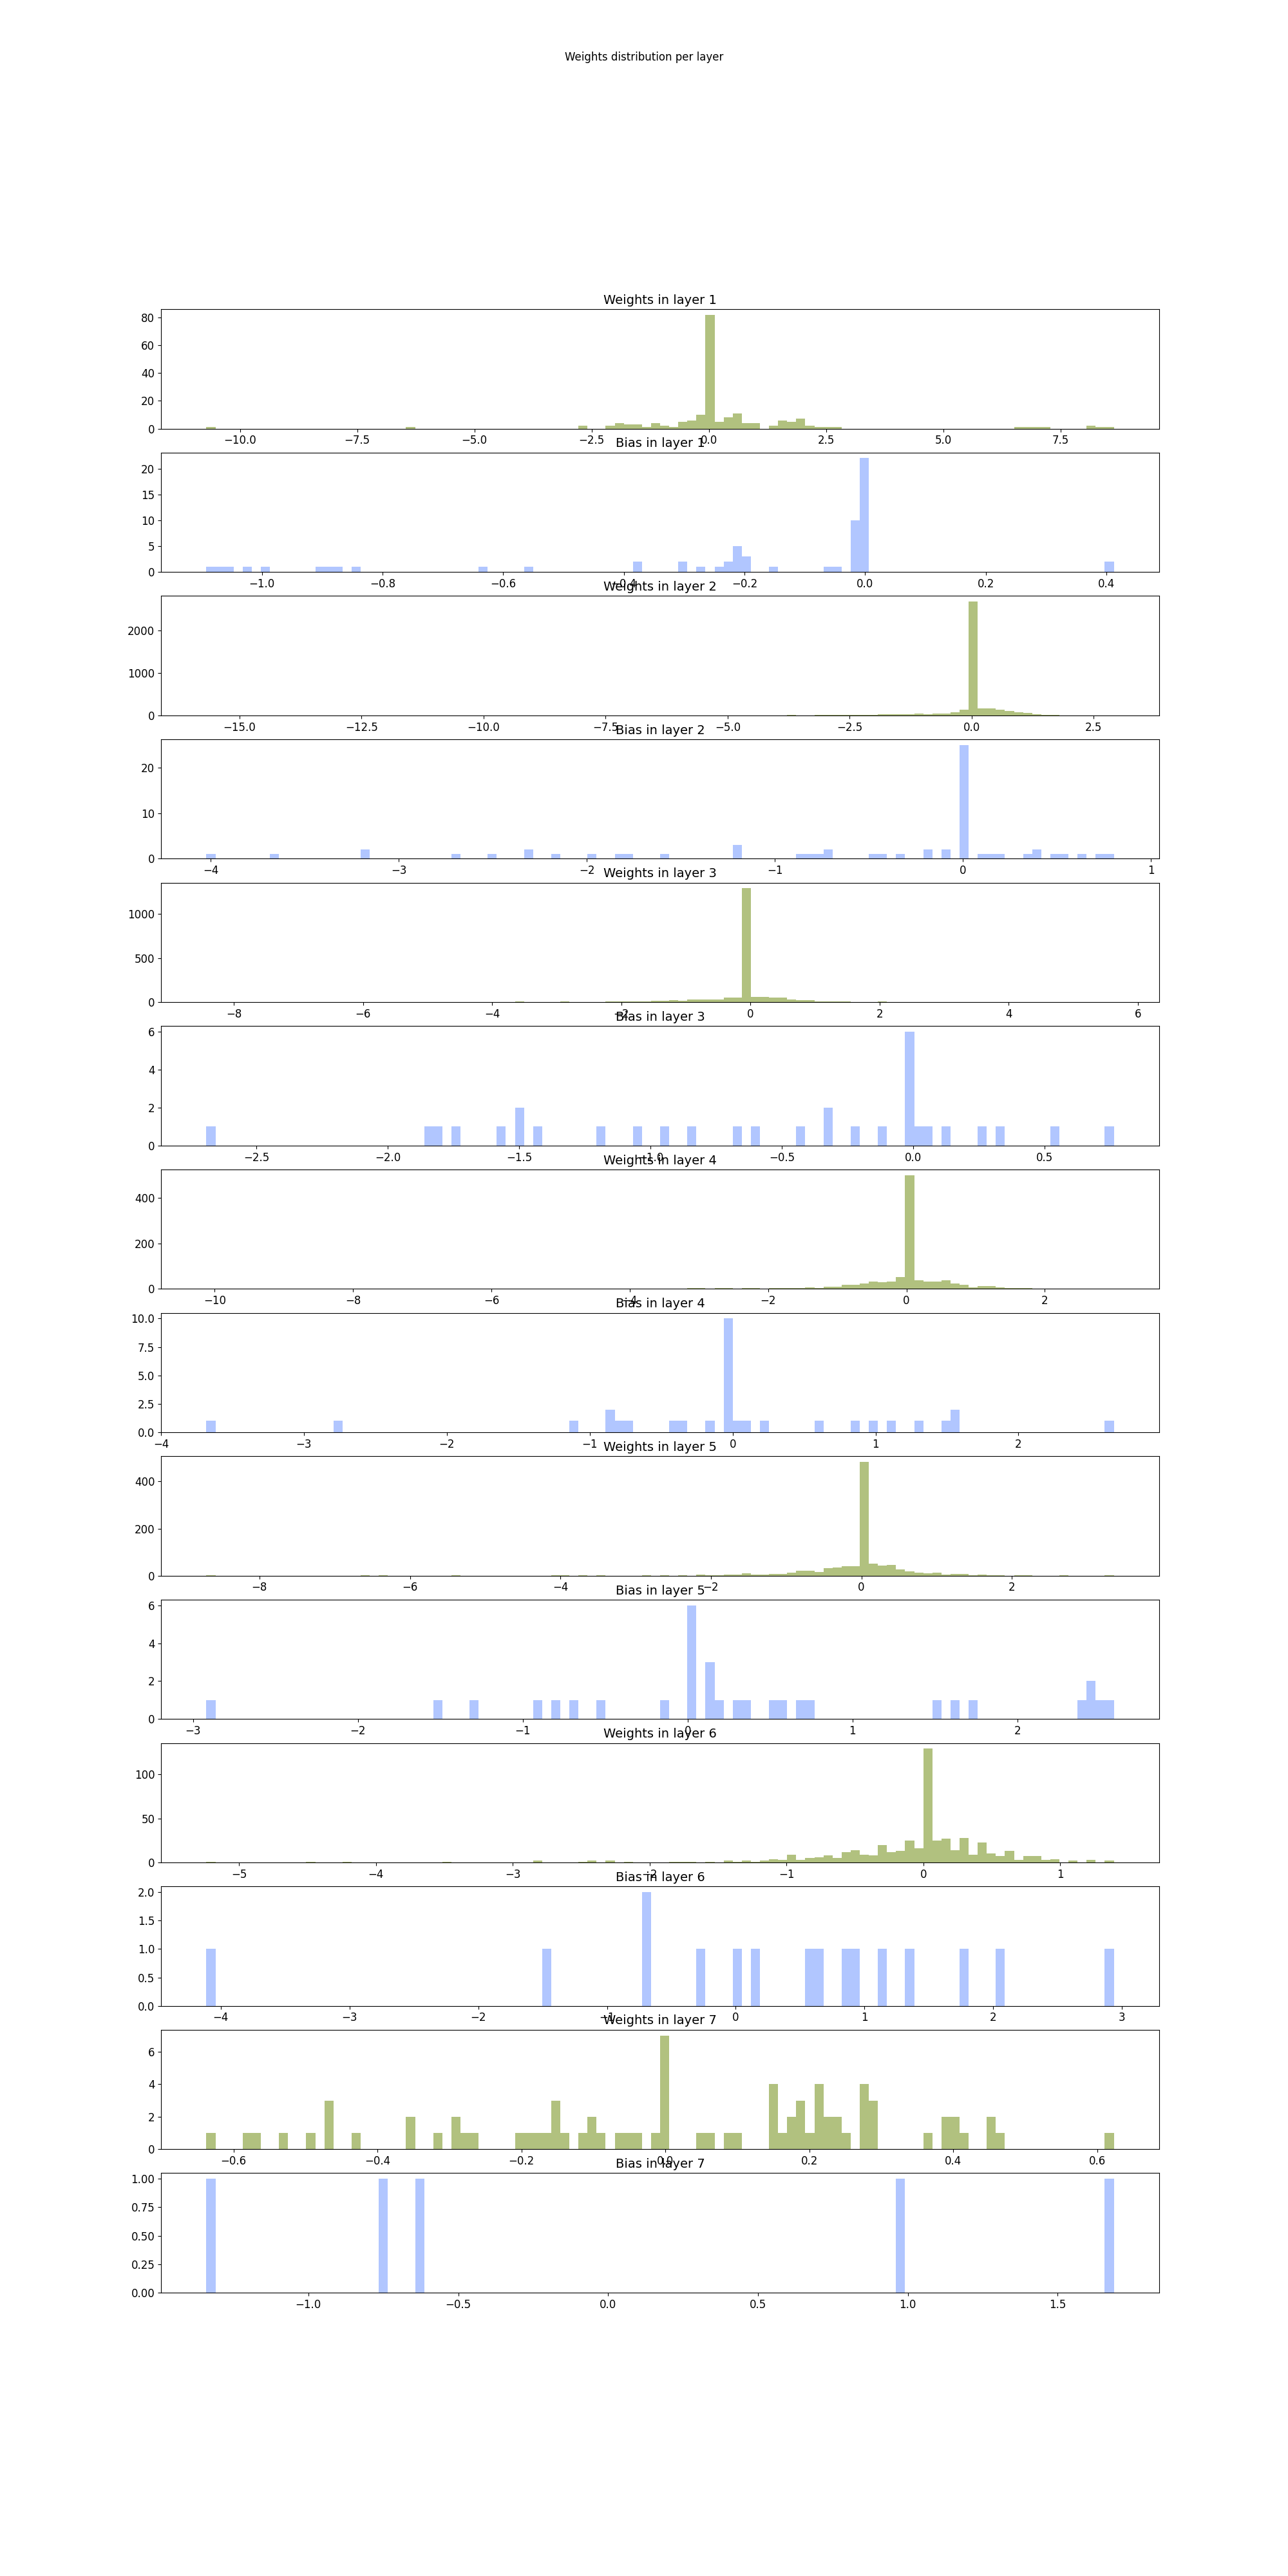 Weights distribution per layer
Weights in layer 1
80
60
40
20
0
−10.0 −7.5 −5.0 −2.5 0.0 2.5 5.0 7.5
Bias in layer 1
20
15
10
5
0
−1.0 −0.8 −0.6 −0.4 −0.2 0.0 0.2 0.4
Weights in layer 2
2000
1000
0
−15.0 −12.5 −10.0 −7.5 −5.0 −2.5 0.0 2.5
Bias in layer 2
20
10
0
−4 −3 −2 −1 0 1
Weights in layer 3
1000
500
0
−8 −6 −4 −2 0 2 4 6
Bias in layer 3
6
4
2
0
−2.5 −2.0 −1.5 −1.0 −0.5 0.0 0.5
Weights in layer 4
400
200
0
−10 −8 −6 −4 −2 0 2
Bias in layer 4
10.0
7.5
5.0
2.5
0.0
−4 −3 −2 −1 0 1 2
Weights in layer 5
400
200
0
−8 −6 −4 −2 0 2
Bias in layer 5
6
4
2
0
−3 −2 −1 0 1 2
Weights in layer 6
100
50
0
−5 −4 −3 −2 −1 0 1
Bias in layer 6
2.0
1.5
1.0
0.5
0.0
−4 −3 −2 −1 0 1 2 3
Weights in layer 7
6
4
2
0
−0.6 −0.4 −0.2 0.0 0.2 0.4 0.6
Bias in layer 7
1.00
0.75
0.50
0.25
0.00
−1.0 −0.5 0.0 0.5 1.0 1.5